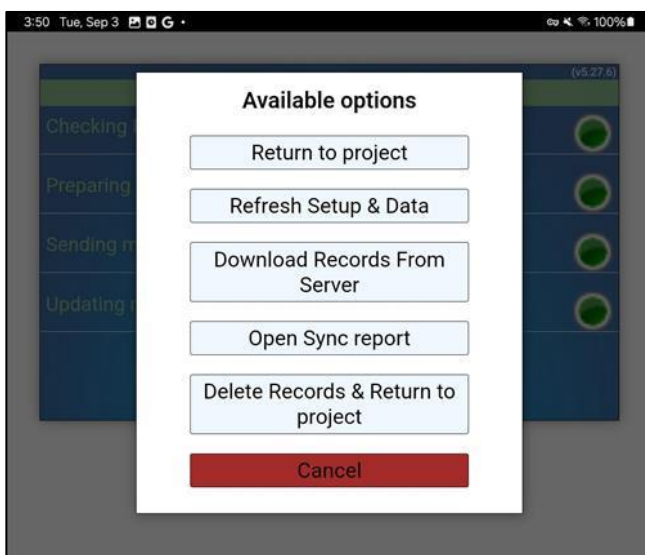 3:50 Tue, Sep 3 G •
100%
(v5.27.6)
Available options
Checking
Return to project
Preparing
Refresh Setup & Data
Sending m
Download Records From
Server
Updating
Open Sync report
Delete Records & Return to
project
Cancel